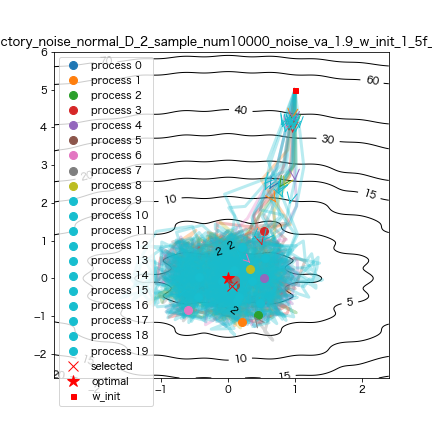 ctory_noise_normal_D_2_sample_num10000_noise_va_1.9_w_init_1_5f_
6
5
4
3
2
1
0
−1
−2
−1
0
1
2
60
40
30
15
10
2
2
2
5
10
15
process 0
process 1
process 2
process 3
process 4
process 5
process 6
process 7
process 8
process 9
process 10
process 11
process 12
process 13
process 14
process 15
process 16
process 17
process 18
process 19
selected
optimal
w_init